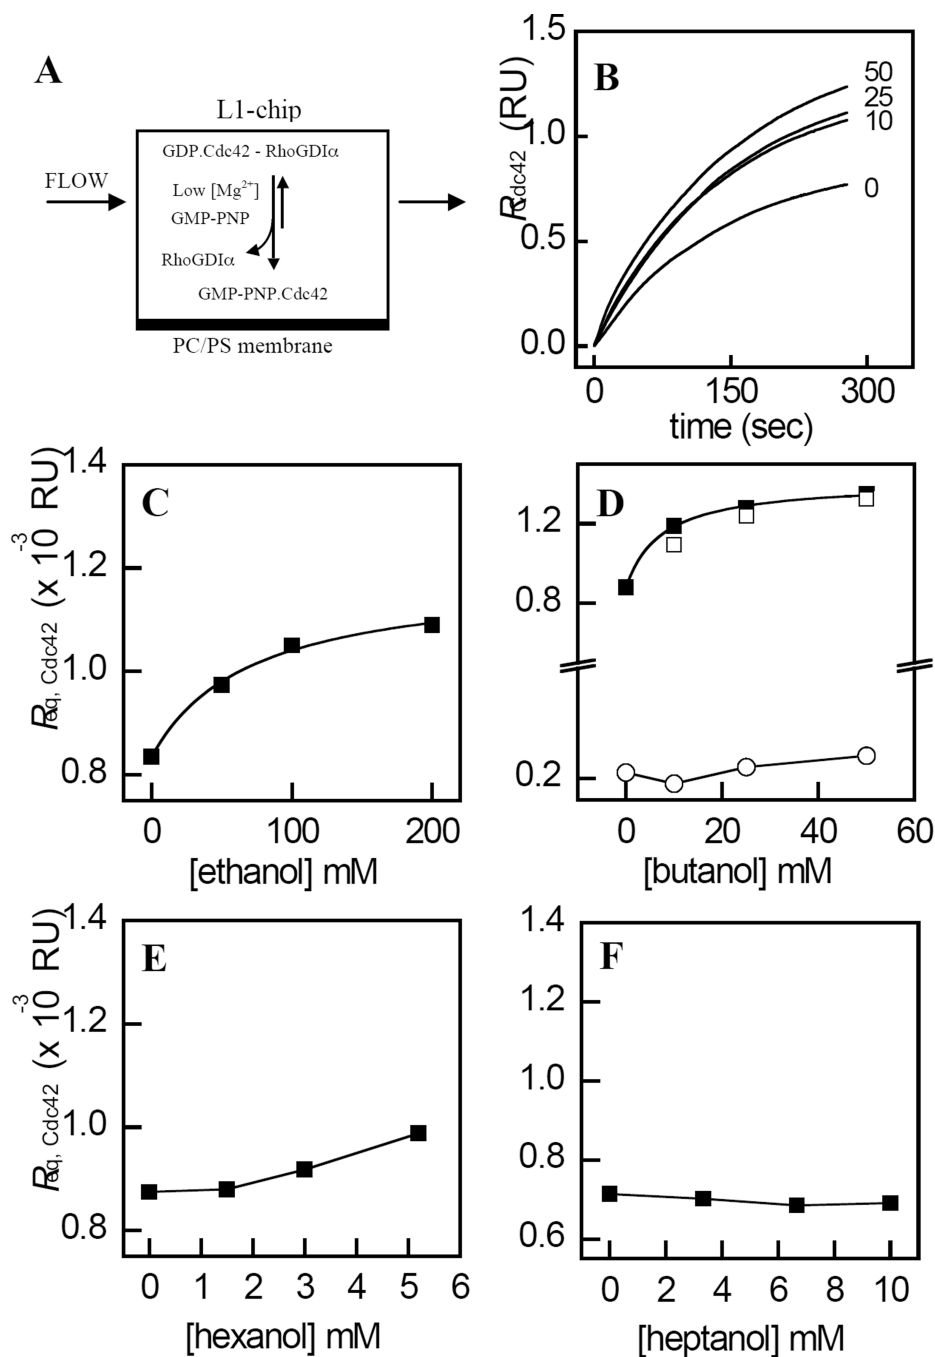 A
L1-chip
GDP.Cdc42 - RhoGDIα
FLOW
Low [Mg2+]
GMP-PNP
RhoGDIα
GMP-PNP.Cdc42
PC/PS membrane
B
RCdc42 (RU)
1.5
1.0
0.5
0.0
50
25
10
0
0 150 300
time (sec)
C
Req, Cdc42 (x 10-3 RU)
1.4
1.2
1.0
0.8
0 100 200
[ethanol] mM
D
1.2
0.8
0.2
0 20 40 60
[butanol] mM
E
Req, Cdc42 (x 10-3 RU)
1.4
1.2
1.0
0.8
0 1 2 3 4 5 6
[hexanol] mM
F
1.4
1.2
1.0
0.8
0.6
0 2 4 6 8 10
[heptanol] mM